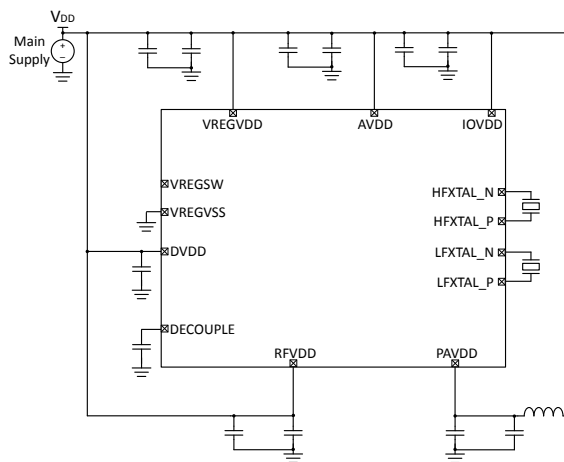 VDD
Main
Supply
+
–
VREGVDD
AVDD
IOVDD
VREGSW
HFXTAL_N
VREGVSS
HFXTAL_P
DVDD
LFXTAL_N
LFXTAL_P
DECOUPLE
RFVDD
PAVDD